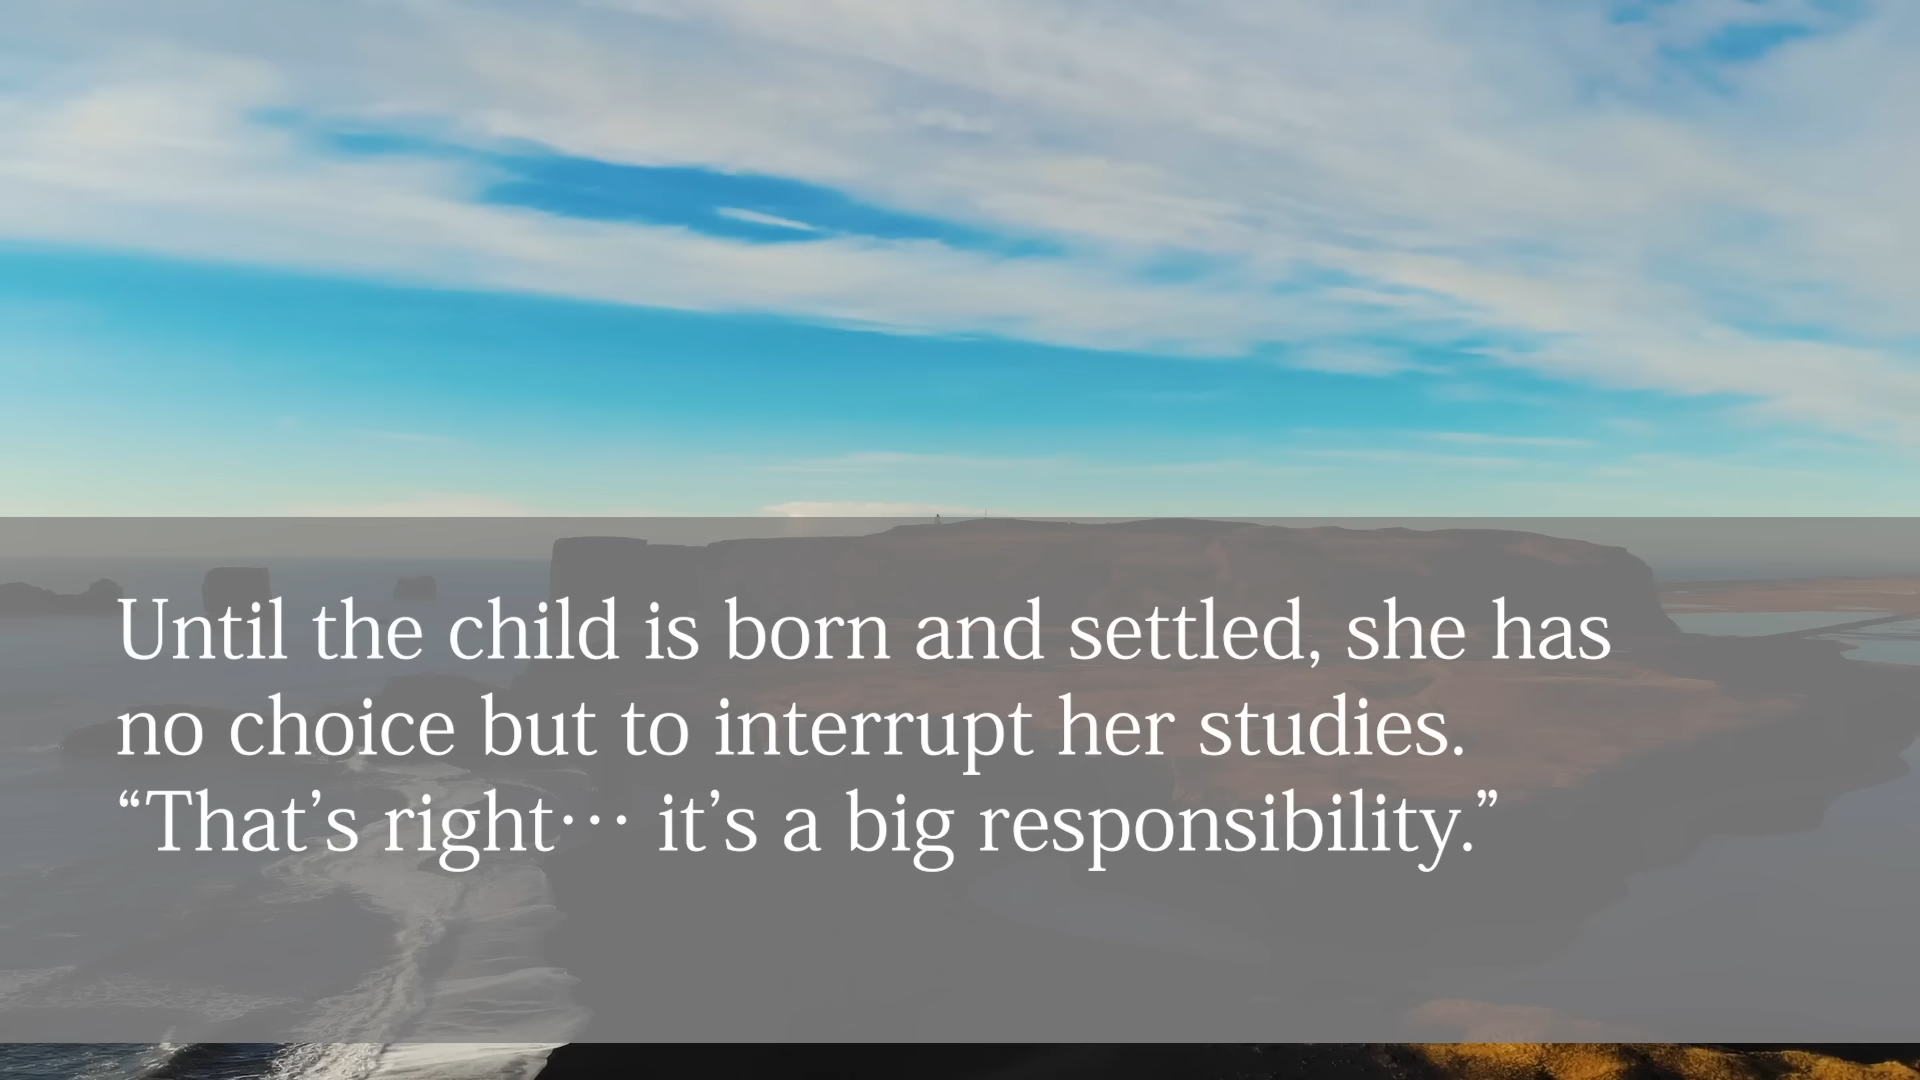 Until the child is born and settled, she has
no choice but to interrupt her studies.
“That’s right⋯ it’s a big responsibility.”